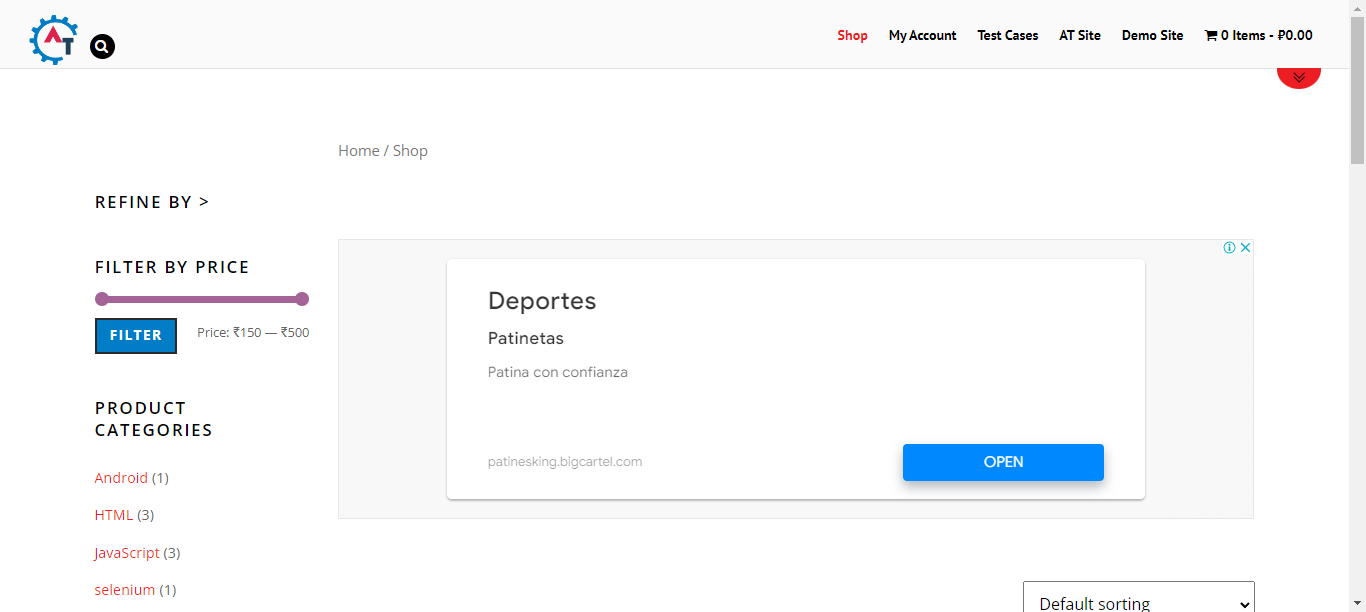 AT
Shop
My Account
Test Cases
AT Site
Demo Site
0 Items - ₽0.00
Home / Shop
REFINE BY >
FILTER BY PRICE
FILTER
Price: ₹150 — ₹500
PRODUCT
CATEGORIES
Android (1)
HTML (3)
JavaScript (3)
selenium (1)
Deportes
Patinetas
Patina con confianza
patinesking.bigcartel.com
OPEN
Default sorting